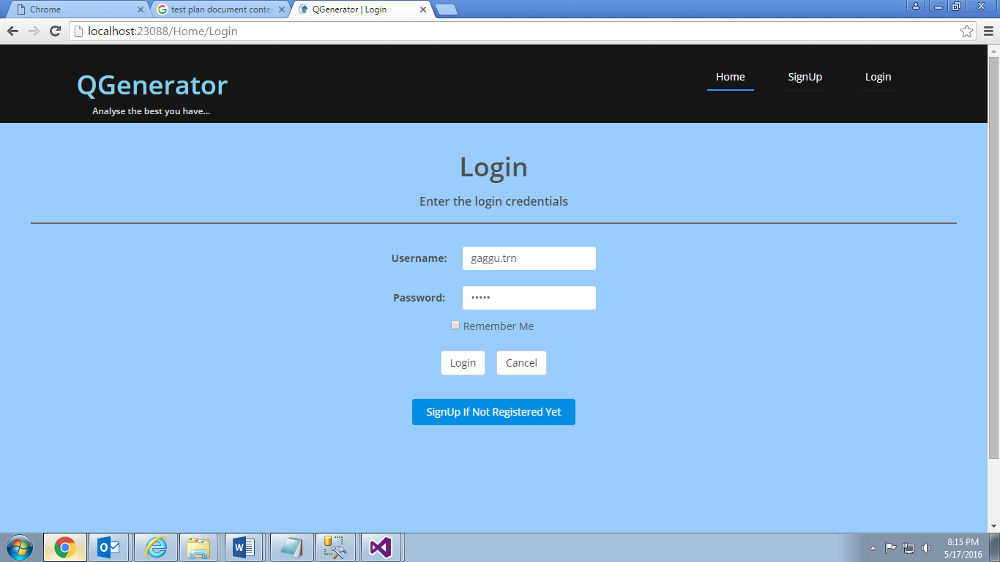 Chrome
test plan document conte
QGenerator | Login
localhost:23088/Home/Login
QGenerator
Analyse the best you have...
Home
SignUp
Login
Login
Enter the login credentials
Username:
gaggu.trn
Password:
•••••
Remember Me
Login
Cancel
SignUp If Not Registered Yet
8:15 PM
5/17/2016